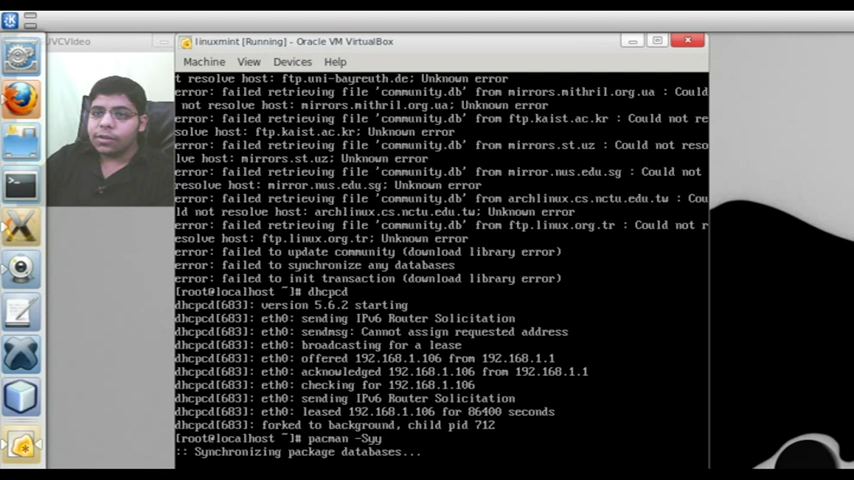 UVCVideo
linuxmint [Running] - Oracle VM VirtualBox
Machine View Devices Help
t resolve host: ftp.uni-bayreuth.de; Unknown error
error: failed retrieving file 'community.db' from mirrors.mithril.org.ua : Could
not resolve host: mirrors.mithril.org.ua; Unknown error
error: failed retrieving file 'community.db' from ftp.kaist.ac.kr : Could not re
solve host: ftp.kaist.ac.kr; Unknown error
error: failed retrieving file 'community.db' from mirrors.st.uz : Could not reso
lve host: mirrors.st.uz; Unknown error
error: failed retrieving file 'community.db' from mirror.nus.edu.sg : Could not
resolve host: mirror.nus.edu.sg; Unknown error
error: failed retrieving file 'community.db' from archlinux.cs.nctu.edu.tw : Cou
ld not resolve host: archlinux.cs.nctu.edu.tw; Unknown error
error: failed retrieving file 'community.db' from ftp.linux.org.tr : Could not r
esolve host: ftp.linux.org.tr; Unknown error
error: failed to update community (download library error)
error: failed to synchronize any databases
error: failed to init transaction (download library error)
[root@localhost ~]# dhcpcd
dhcpcd[683]: version 5.6.2 starting
dhcpcd[683]: eth0: sending IPv6 Router Solicitation
dhcpcd[683]: eth0: sendmsg: Cannot assign requested address
dhcpcd[683]: eth0: broadcasting for a lease
dhcpcd[683]: eth0: offered 192.168.1.106 from 192.168.1.1
dhcpcd[683]: eth0: acknowledged 192.168.1.106 from 192.168.1.1
dhcpcd[683]: eth0: checking for 192.168.1.106
dhcpcd[683]: eth0: sending IPv6 Router Solicitation
dhcpcd[683]: eth0: leased 192.168.1.106 for 86400 seconds
dhcpcd[683]: forked to background, child pid 712
[root@localhost ~]# pacman -Syy
:: Synchronizing package databases...